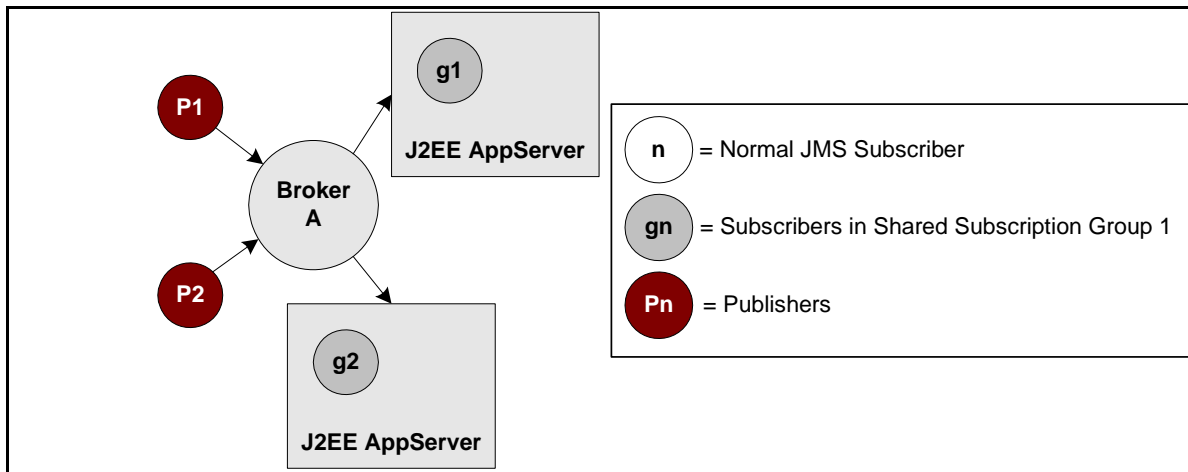 g1
J2EE AppServer
P1
Broker
A
P2
g2
J2EE AppServer
n = Normal JMS Subscriber
gn = Subscribers in Shared Subscription Group 1
Pn = Publishers